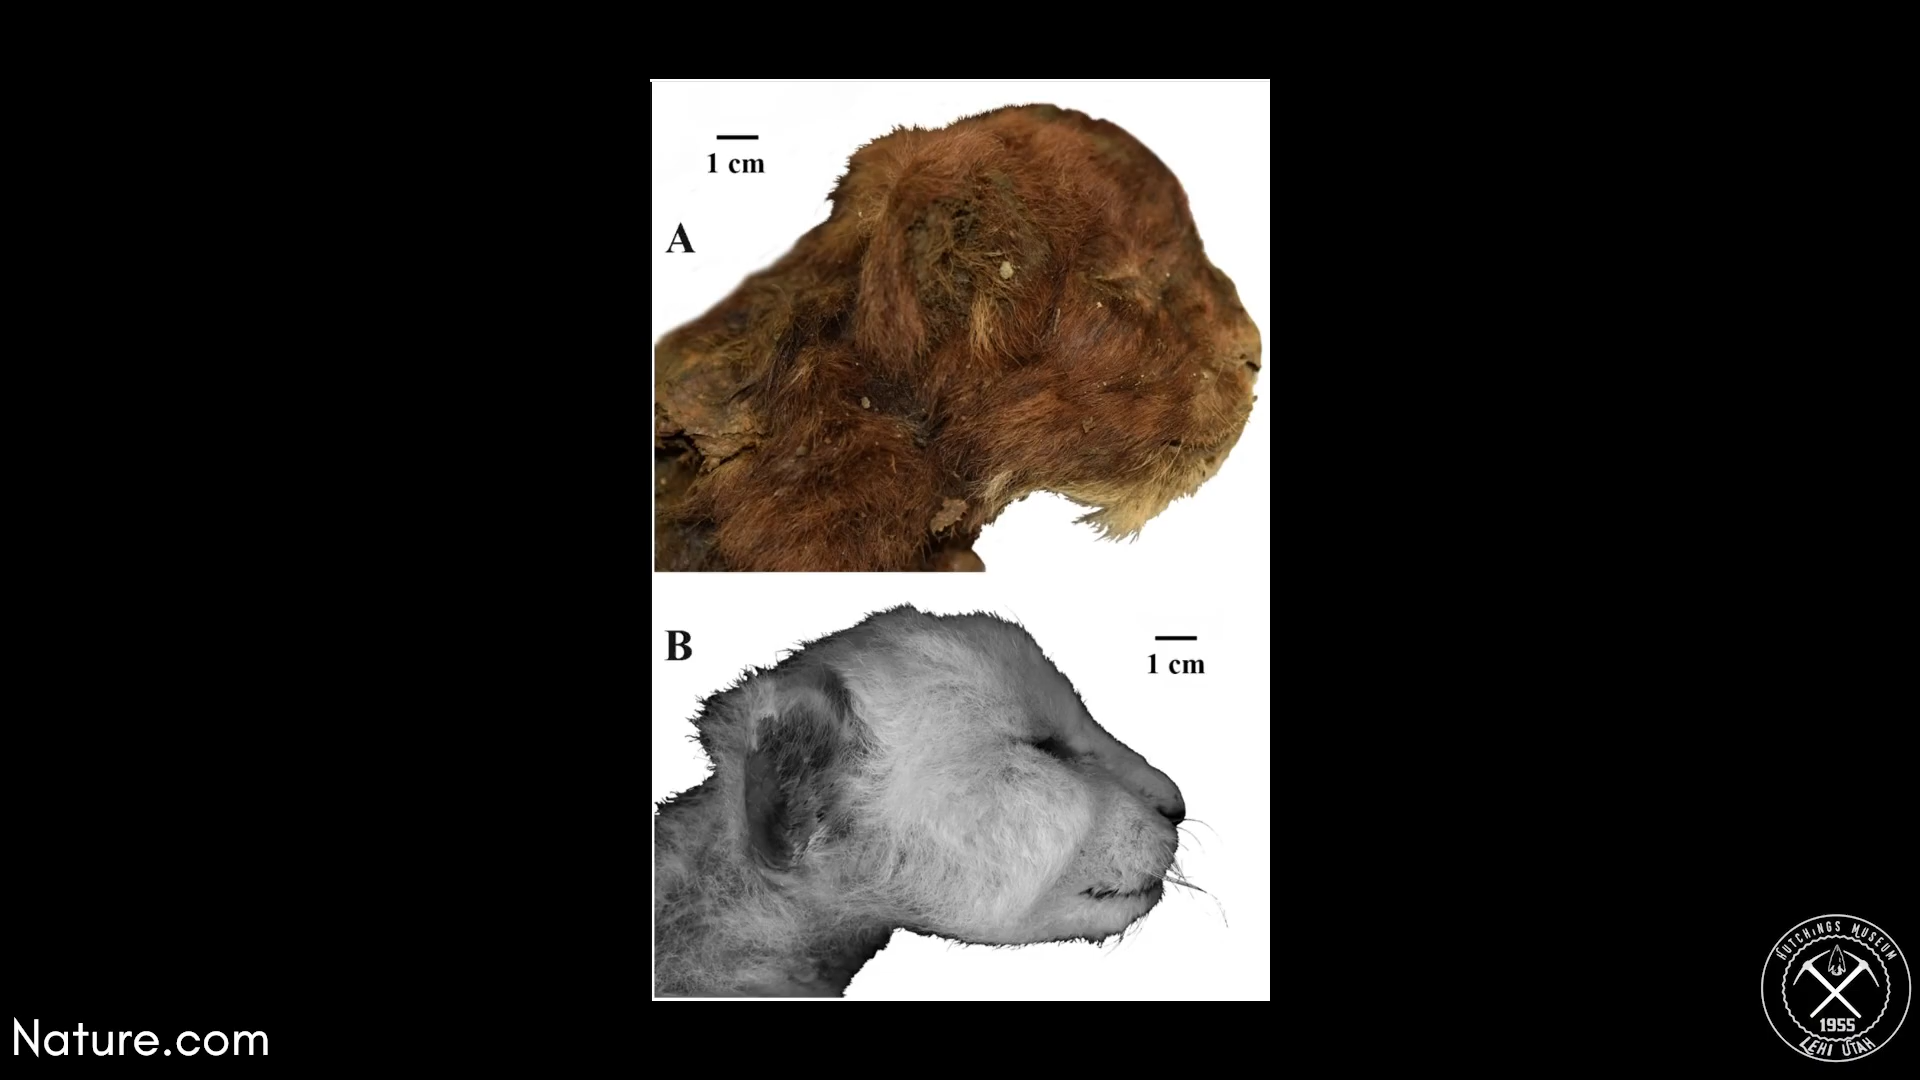 1 cm
A
B
1 cm
Nature.com
HUTCHINGS MUSEUM
1955
LEHI UTAH